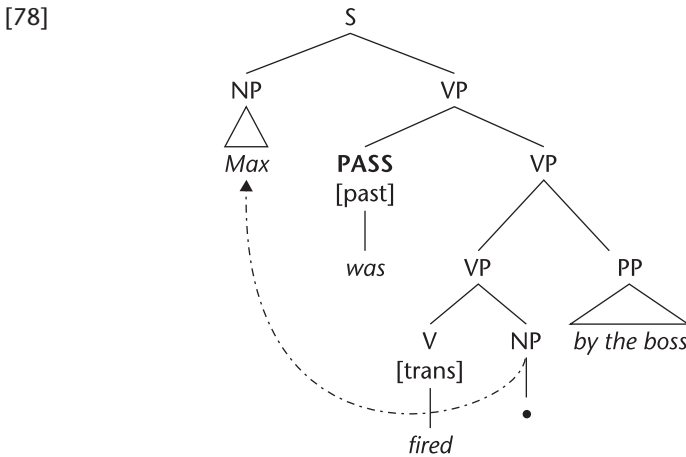 [78]
S
NP VP
Max PASS VP
[past]
was VP PP
V NP by the boss
[trans]
fired